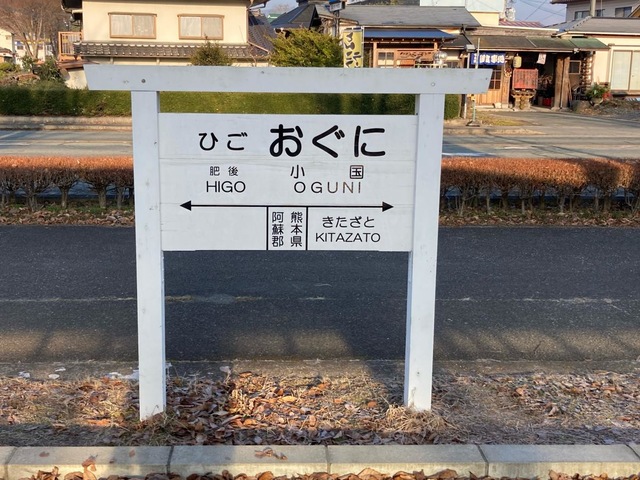 ひご おぐに
肥後 小国
HIGO OGUNI
阿蘇郡 熊本県
きたざと
KITAZATO